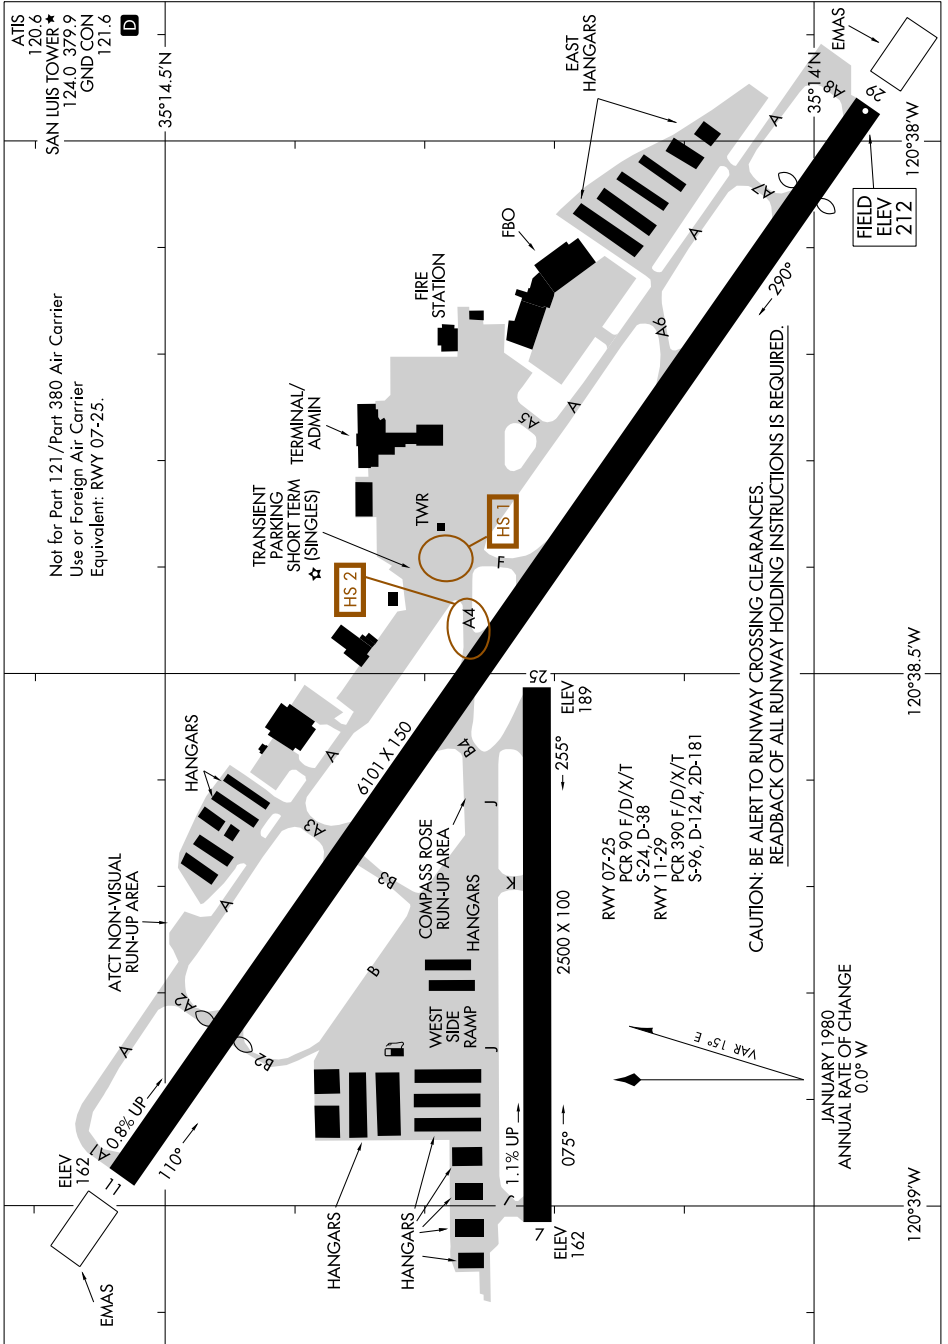 ATIS
120.6
SAN LUIS TOWER ★
124.0 379.9
GND CON
121.6
D
35°14.5'N
35°14'N
EMAS
EAST
HANGARS
A8
29
120°38'W
A
A7
FIELD
ELEV
212
FBO
A
290°
FIRE
STATION
A6
Not for Part 121/Part 380 Air Carrier
Use or Foreign Air Carrier
Equivalent: RWY 07-25.
TERMINAL/
ADMIN
A5
A
TRANSIENT
PARKING
SHORT TERM
★ (SINGLES)
TWR
HS 1
HS 2
F
A4
CAUTION: BE ALERT TO RUNWAY CROSSING CLEARANCES.
READBACK OF ALL RUNWAY HOLDING INSTRUCTIONS IS REQUIRED.
25
ELEV
189
120°38.5'W
HANGARS
A
6101 X 150
B4
255°
J
A3
B3
COMPASS ROSE
RUN-UP AREA
HANGARS
K
RWY 07-25
PCR 90 F/D/X/T
S-24, D-38
RWY 11-29
PCR 390 F/D/X/T
S-96, D-124, 2D-181
ATCT NON-VISUAL
RUN-UP AREA
A
B
2500 X 100
A2
B2
WEST
SIDE
RAMP
J
VAR 15° E
JANUARY 1980
ANNUAL RATE OF CHANGE
0.0° W
A
0.8% UP
A1
11
ELEV
162
110°
1.1% UP
075°
J
7
ELEV
162
HANGARS
HANGARS
120°39'W
EMAS